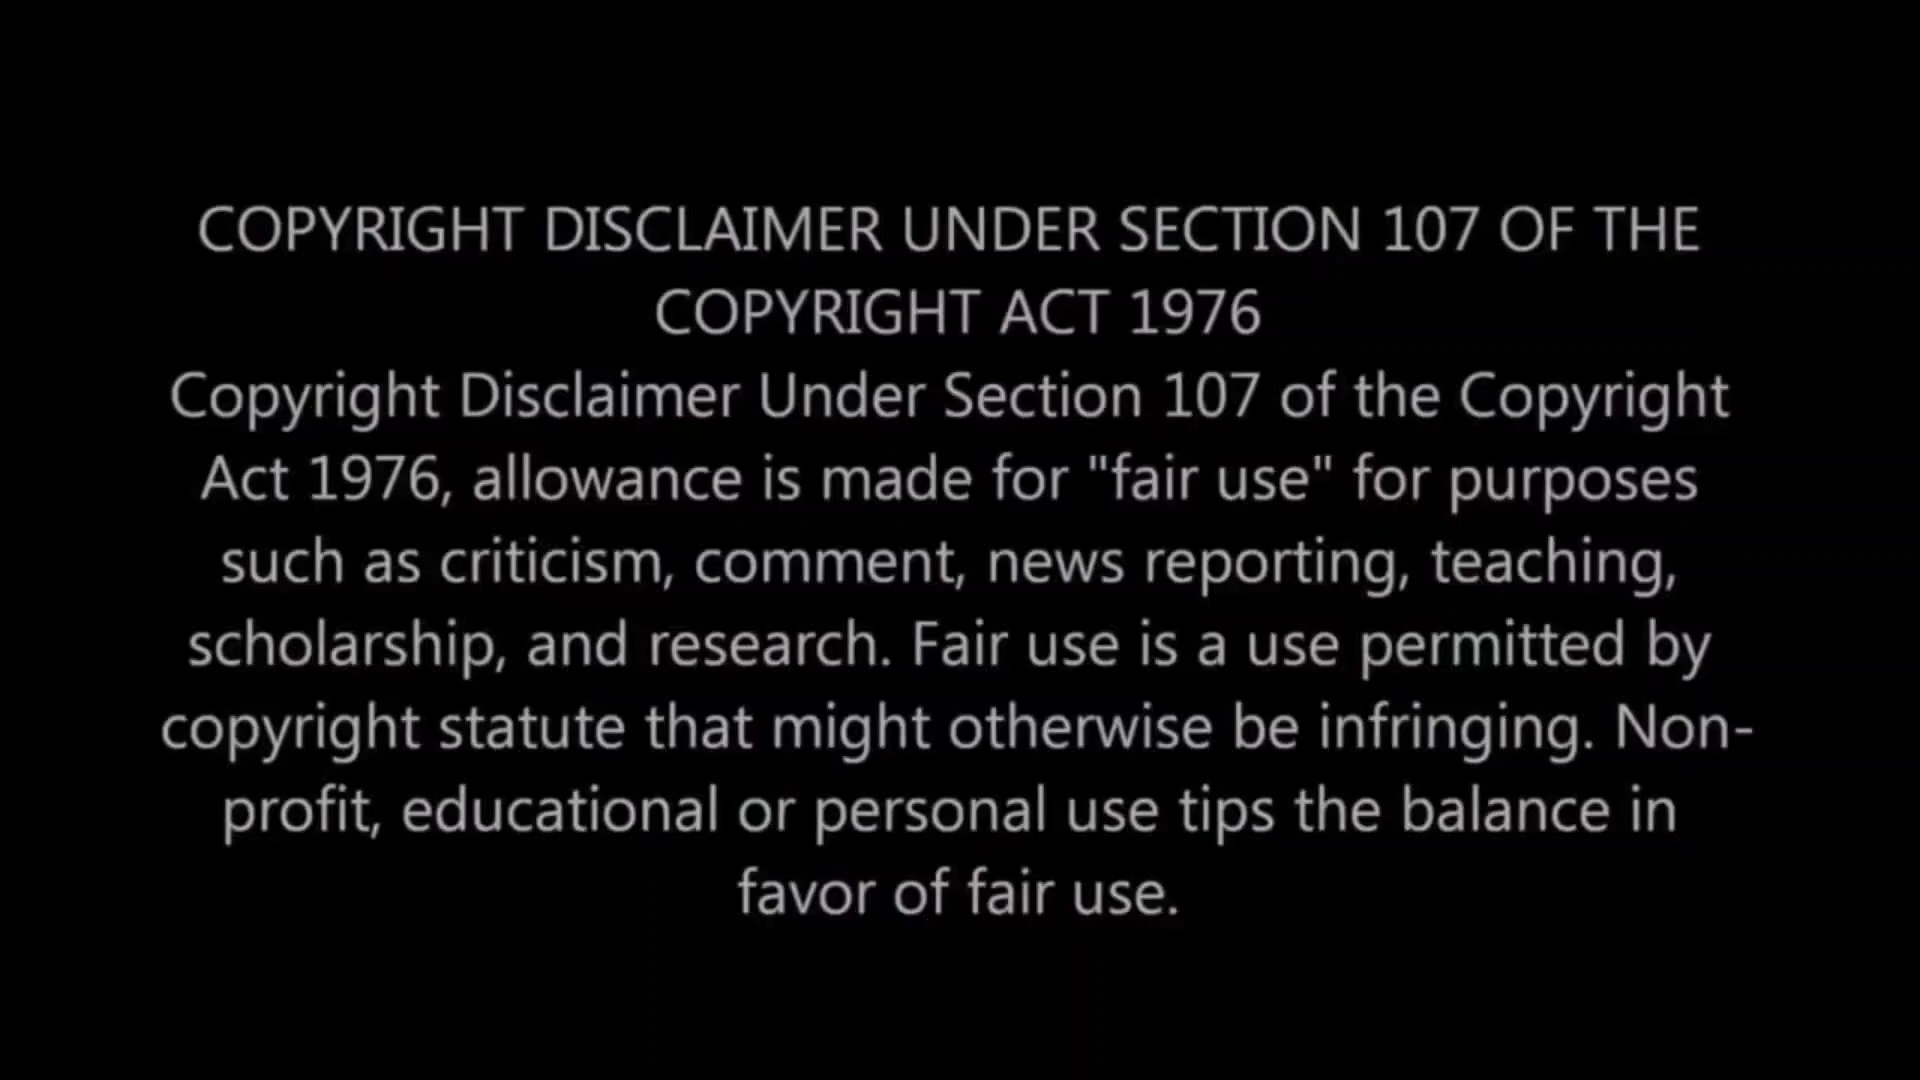 COPYRIGHT DISCLAIMER UNDER SECTION 107 OF THE
COPYRIGHT ACT 1976
Copyright Disclaimer Under Section 107 of the Copyright
Act 1976, allowance is made for "fair use" for purposes
such as criticism, comment, news reporting, teaching,
scholarship, and research. Fair use is a use permitted by
copyright statute that might otherwise be infringing. Non-
profit, educational or personal use tips the balance in
favor of fair use.